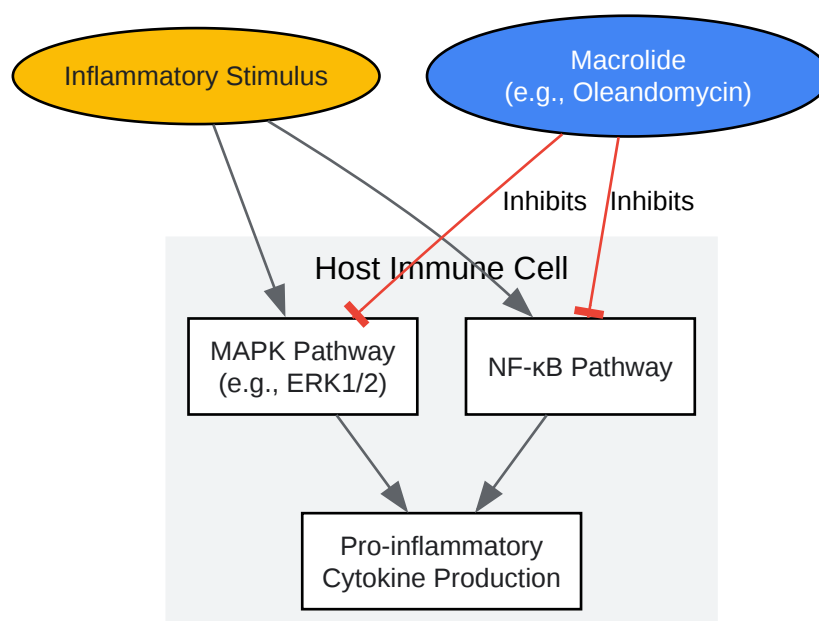 Inflammatory Stimulus
Macrolide
(e.g., Oleandomycin)
Inhibits
Inhibits
Host Immune Cell
MAPK Pathway
(e.g., ERK1/2)
NF-κB Pathway
Pro-inflammatory
Cytokine Production